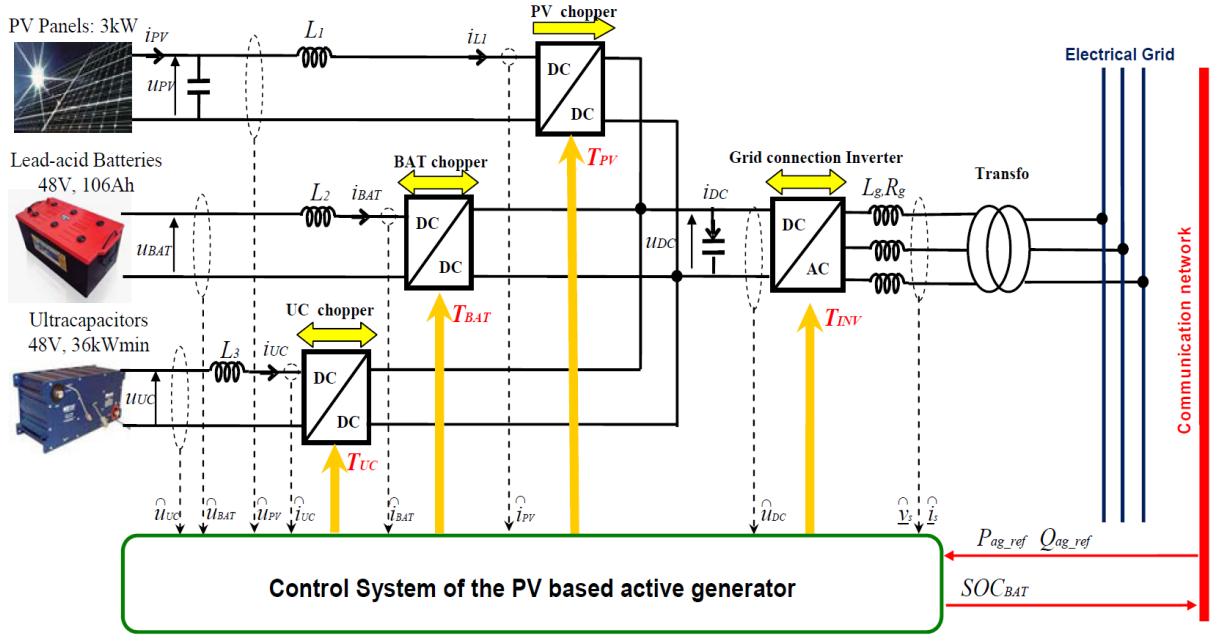 PV Panels: 3kW
iPV
uPV
L1
iL1
PV chopper
DC
DC
TPV
Electrical Grid
Lead-acid Batteries
48V, 106Ah
uBAT
L2
iBAT
BAT chopper
DC
DC
TBAT
iDC
uDC
Grid connection Inverter
DC
AC
TINV
Lg,Rg
Transfo
Communication network
Ultracapacitors
48V, 36kWmin
uUC
L3
iUC
UC chopper
DC
DC
TUC
uUC
uBAT
uPV
iUC
iBAT
iPV
uDC
vs
is
Pag_ref Qag_ref
SOCBAT
Control System of the PV based active generator